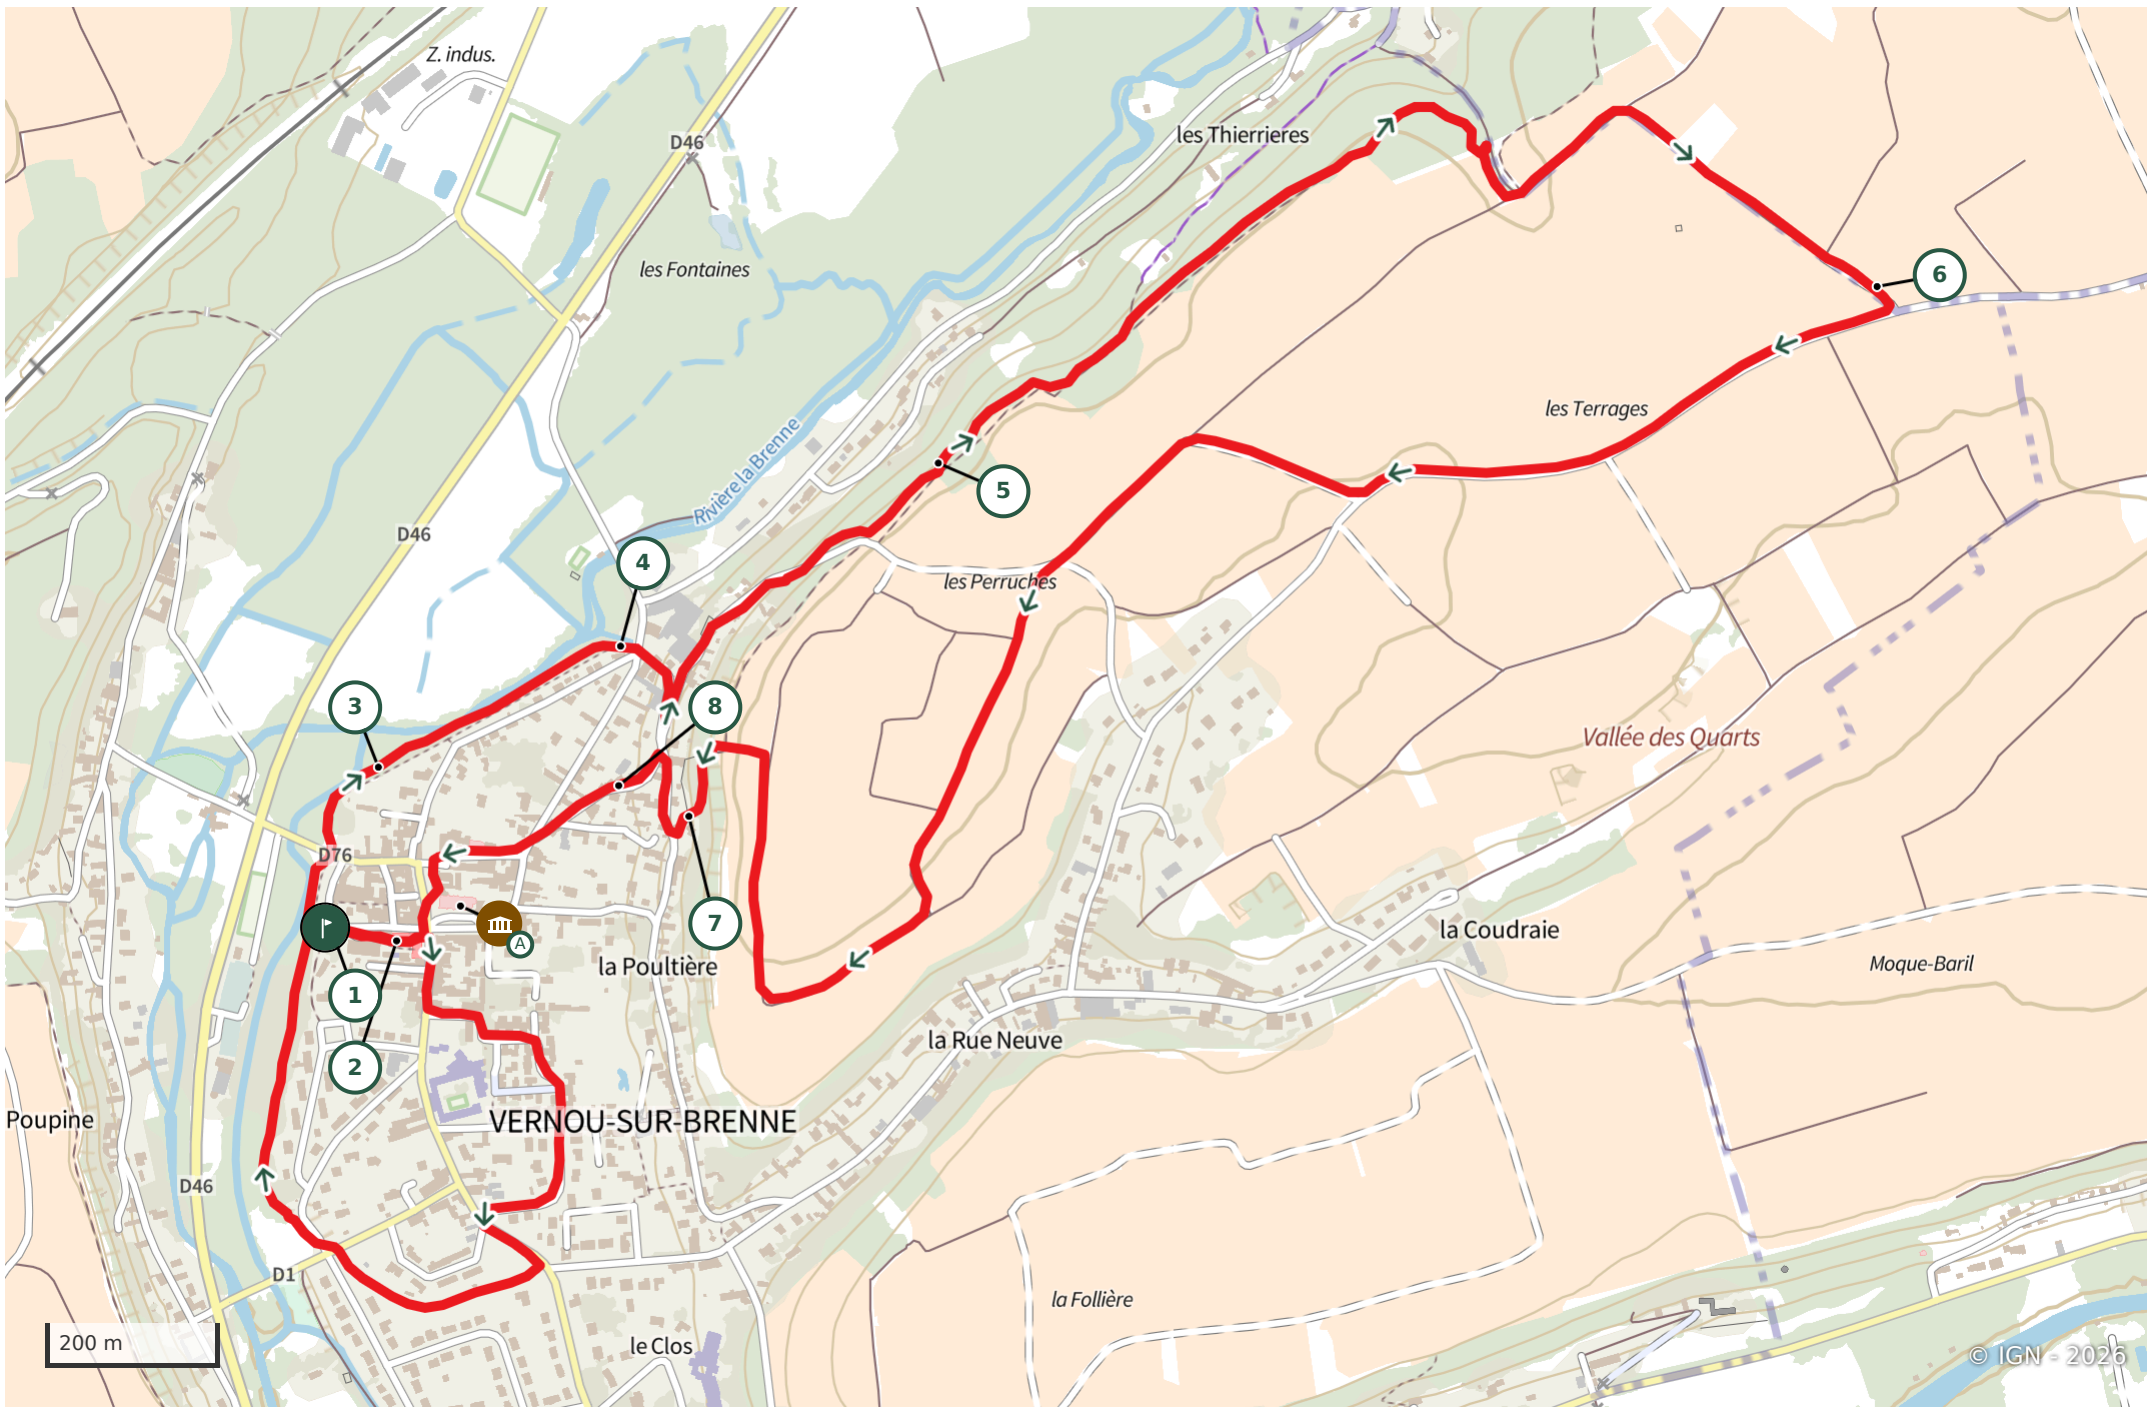 Z. indus.
D46
les Thierrieres
les Fontaines
6
les Terrages
Rivière la Brenne
5
D46
4
les Perruches
3
8
Vallée des Quarts
D76
7
A
la Coudraie
la Poultière
Moque-Baril
1
la Rue Neuve
2
Poupine
VERNOU-SUR-BRENNE
D46
D1
la Follière
200 m
le Clos
© IGN - 2026